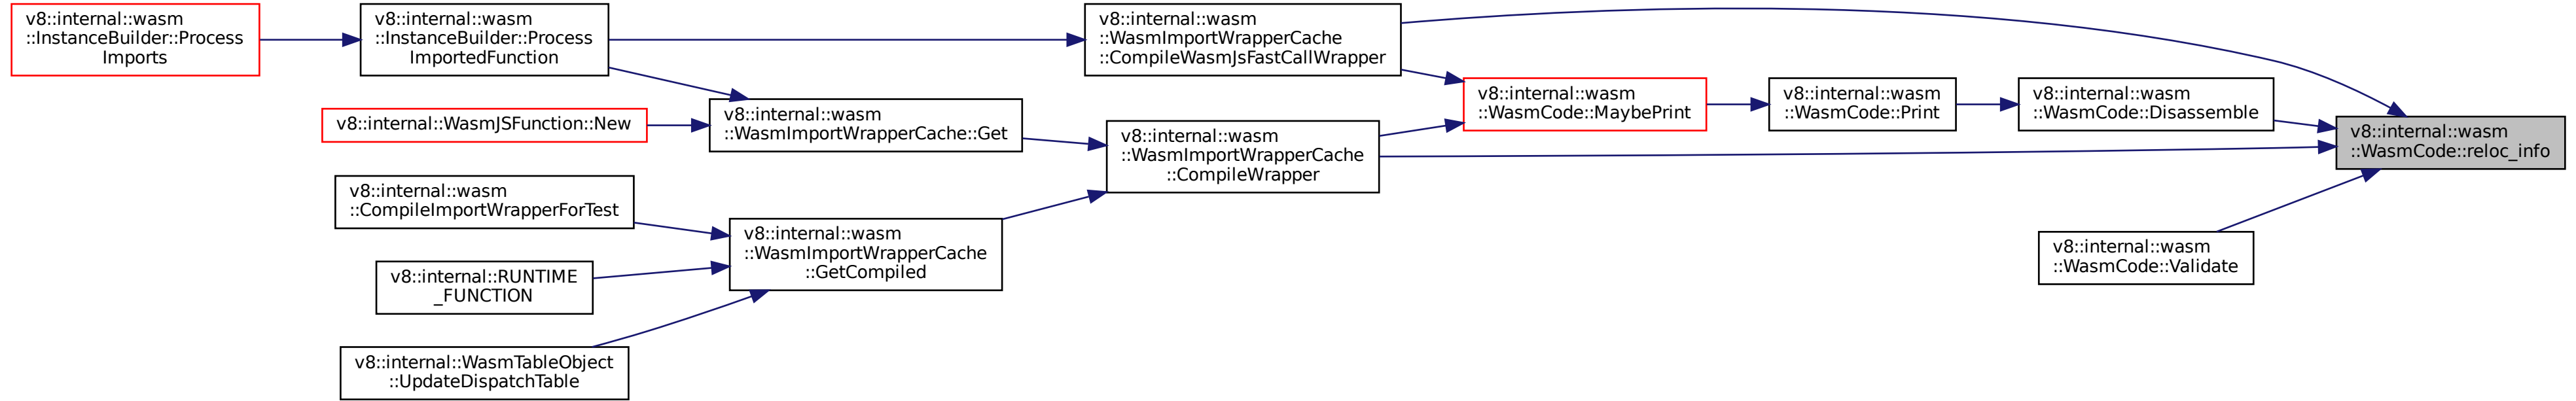 v8::internal::wasm
::InstanceBuilder::Process
Imports
v8::internal::wasm
::InstanceBuilder::Process
ImportedFunction
v8::internal::wasm
::WasmImportWrapperCache
::CompileWasmJsFastCallWrapper
v8::internal::wasm
::WasmCode::MaybePrint
v8::internal::wasm
::WasmCode::Print
v8::internal::wasm
::WasmCode::Disassemble
v8::internal::wasm
::WasmCode::reloc_info
v8::internal::WasmJSFunction::New
v8::internal::wasm
::WasmImportWrapperCache::Get
v8::internal::wasm
::WasmImportWrapperCache
::CompileWrapper
v8::internal::wasm
::CompileImportWrapperForTest
v8::internal::wasm
::WasmImportWrapperCache
::GetCompiled
v8::internal::wasm
::WasmCode::Validate
v8::internal::RUNTIME
_FUNCTION
v8::internal::WasmTableObject
::UpdateDispatchTable